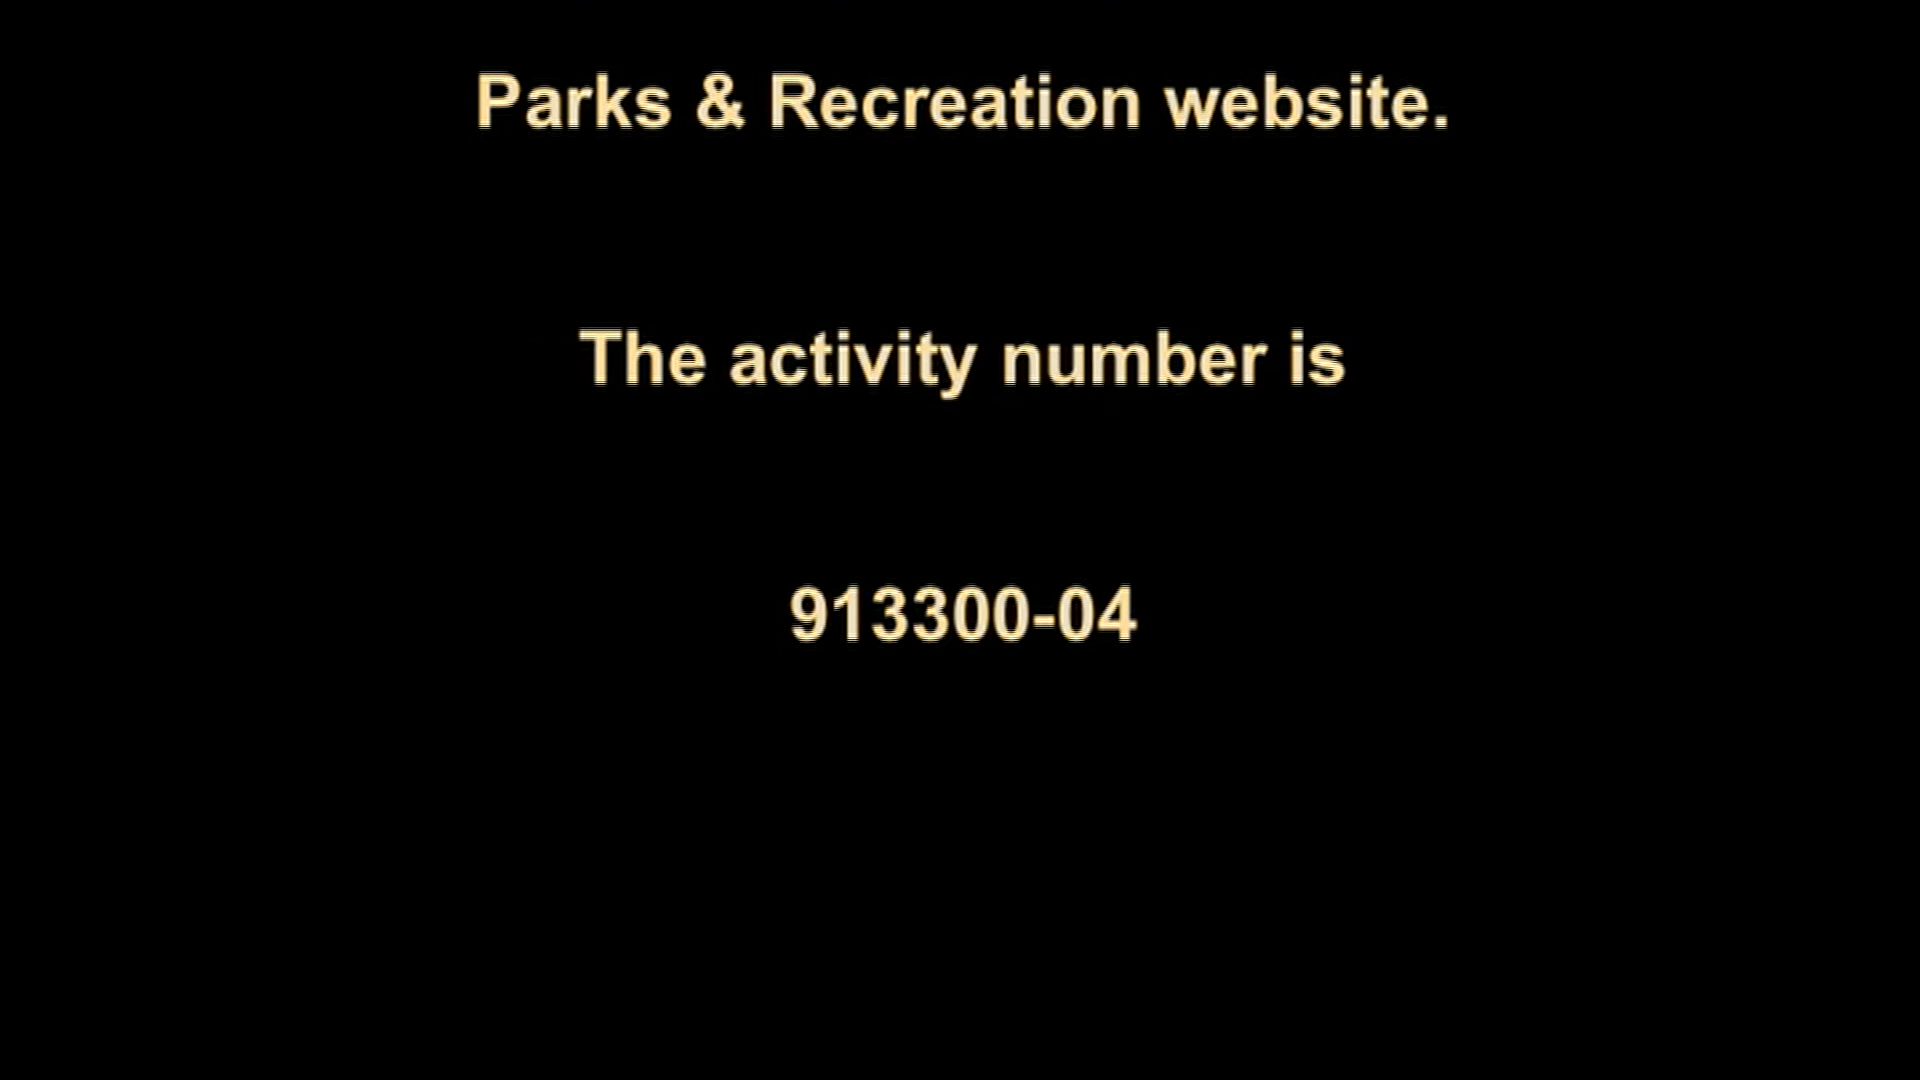 Parks & Recreation website.
The activity number is
913300-04